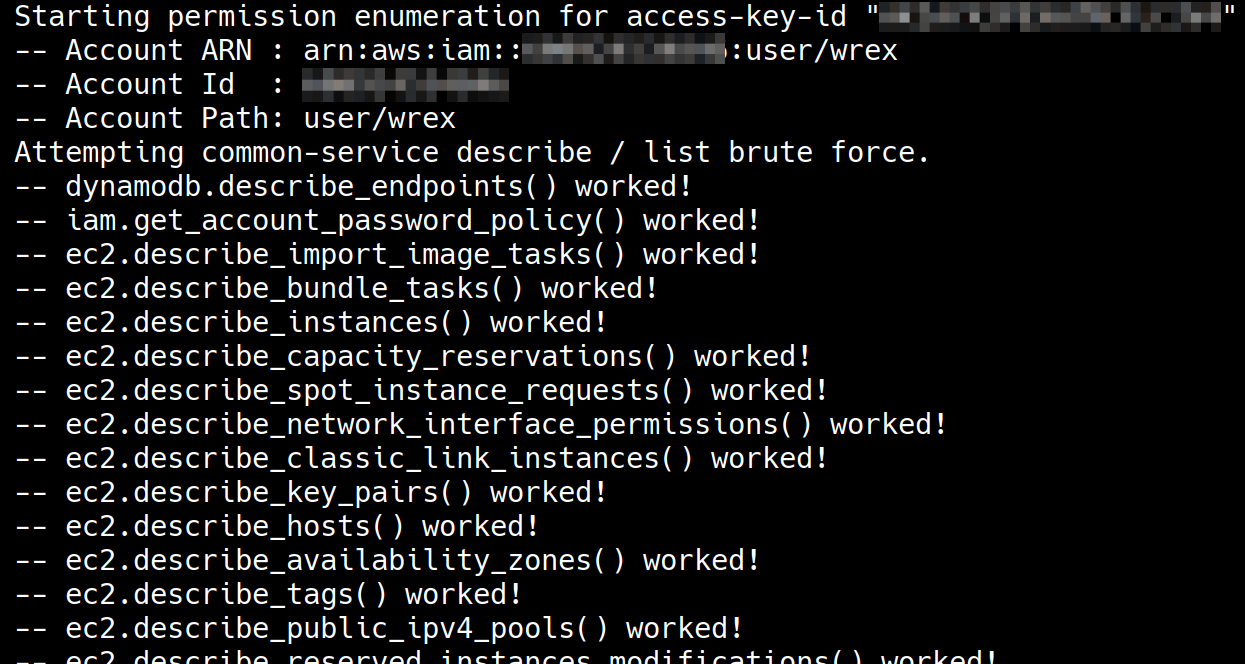 Starting permission enumeration for access-key-id ""
-- Account ARN : arn:aws:iam:::user/wrex
-- Account Id  :
-- Account Path: user/wrex
Attempting common-service describe / list brute force.
-- dynamodb.describe_endpoints() worked!
-- iam.get_account_password_policy() worked!
-- ec2.describe_import_image_tasks() worked!
-- ec2.describe_bundle_tasks() worked!
-- ec2.describe_instances() worked!
-- ec2.describe_capacity_reservations() worked!
-- ec2.describe_spot_instance_requests() worked!
-- ec2.describe_network_interface_permissions() worked!
-- ec2.describe_classic_link_instances() worked!
-- ec2.describe_key_pairs() worked!
-- ec2.describe_hosts() worked!
-- ec2.describe_availability_zones() worked!
-- ec2.describe_tags() worked!
-- ec2.describe_public_ipv4_pools() worked!
-- ec2.describe_reserved_instances_modifications() worked!